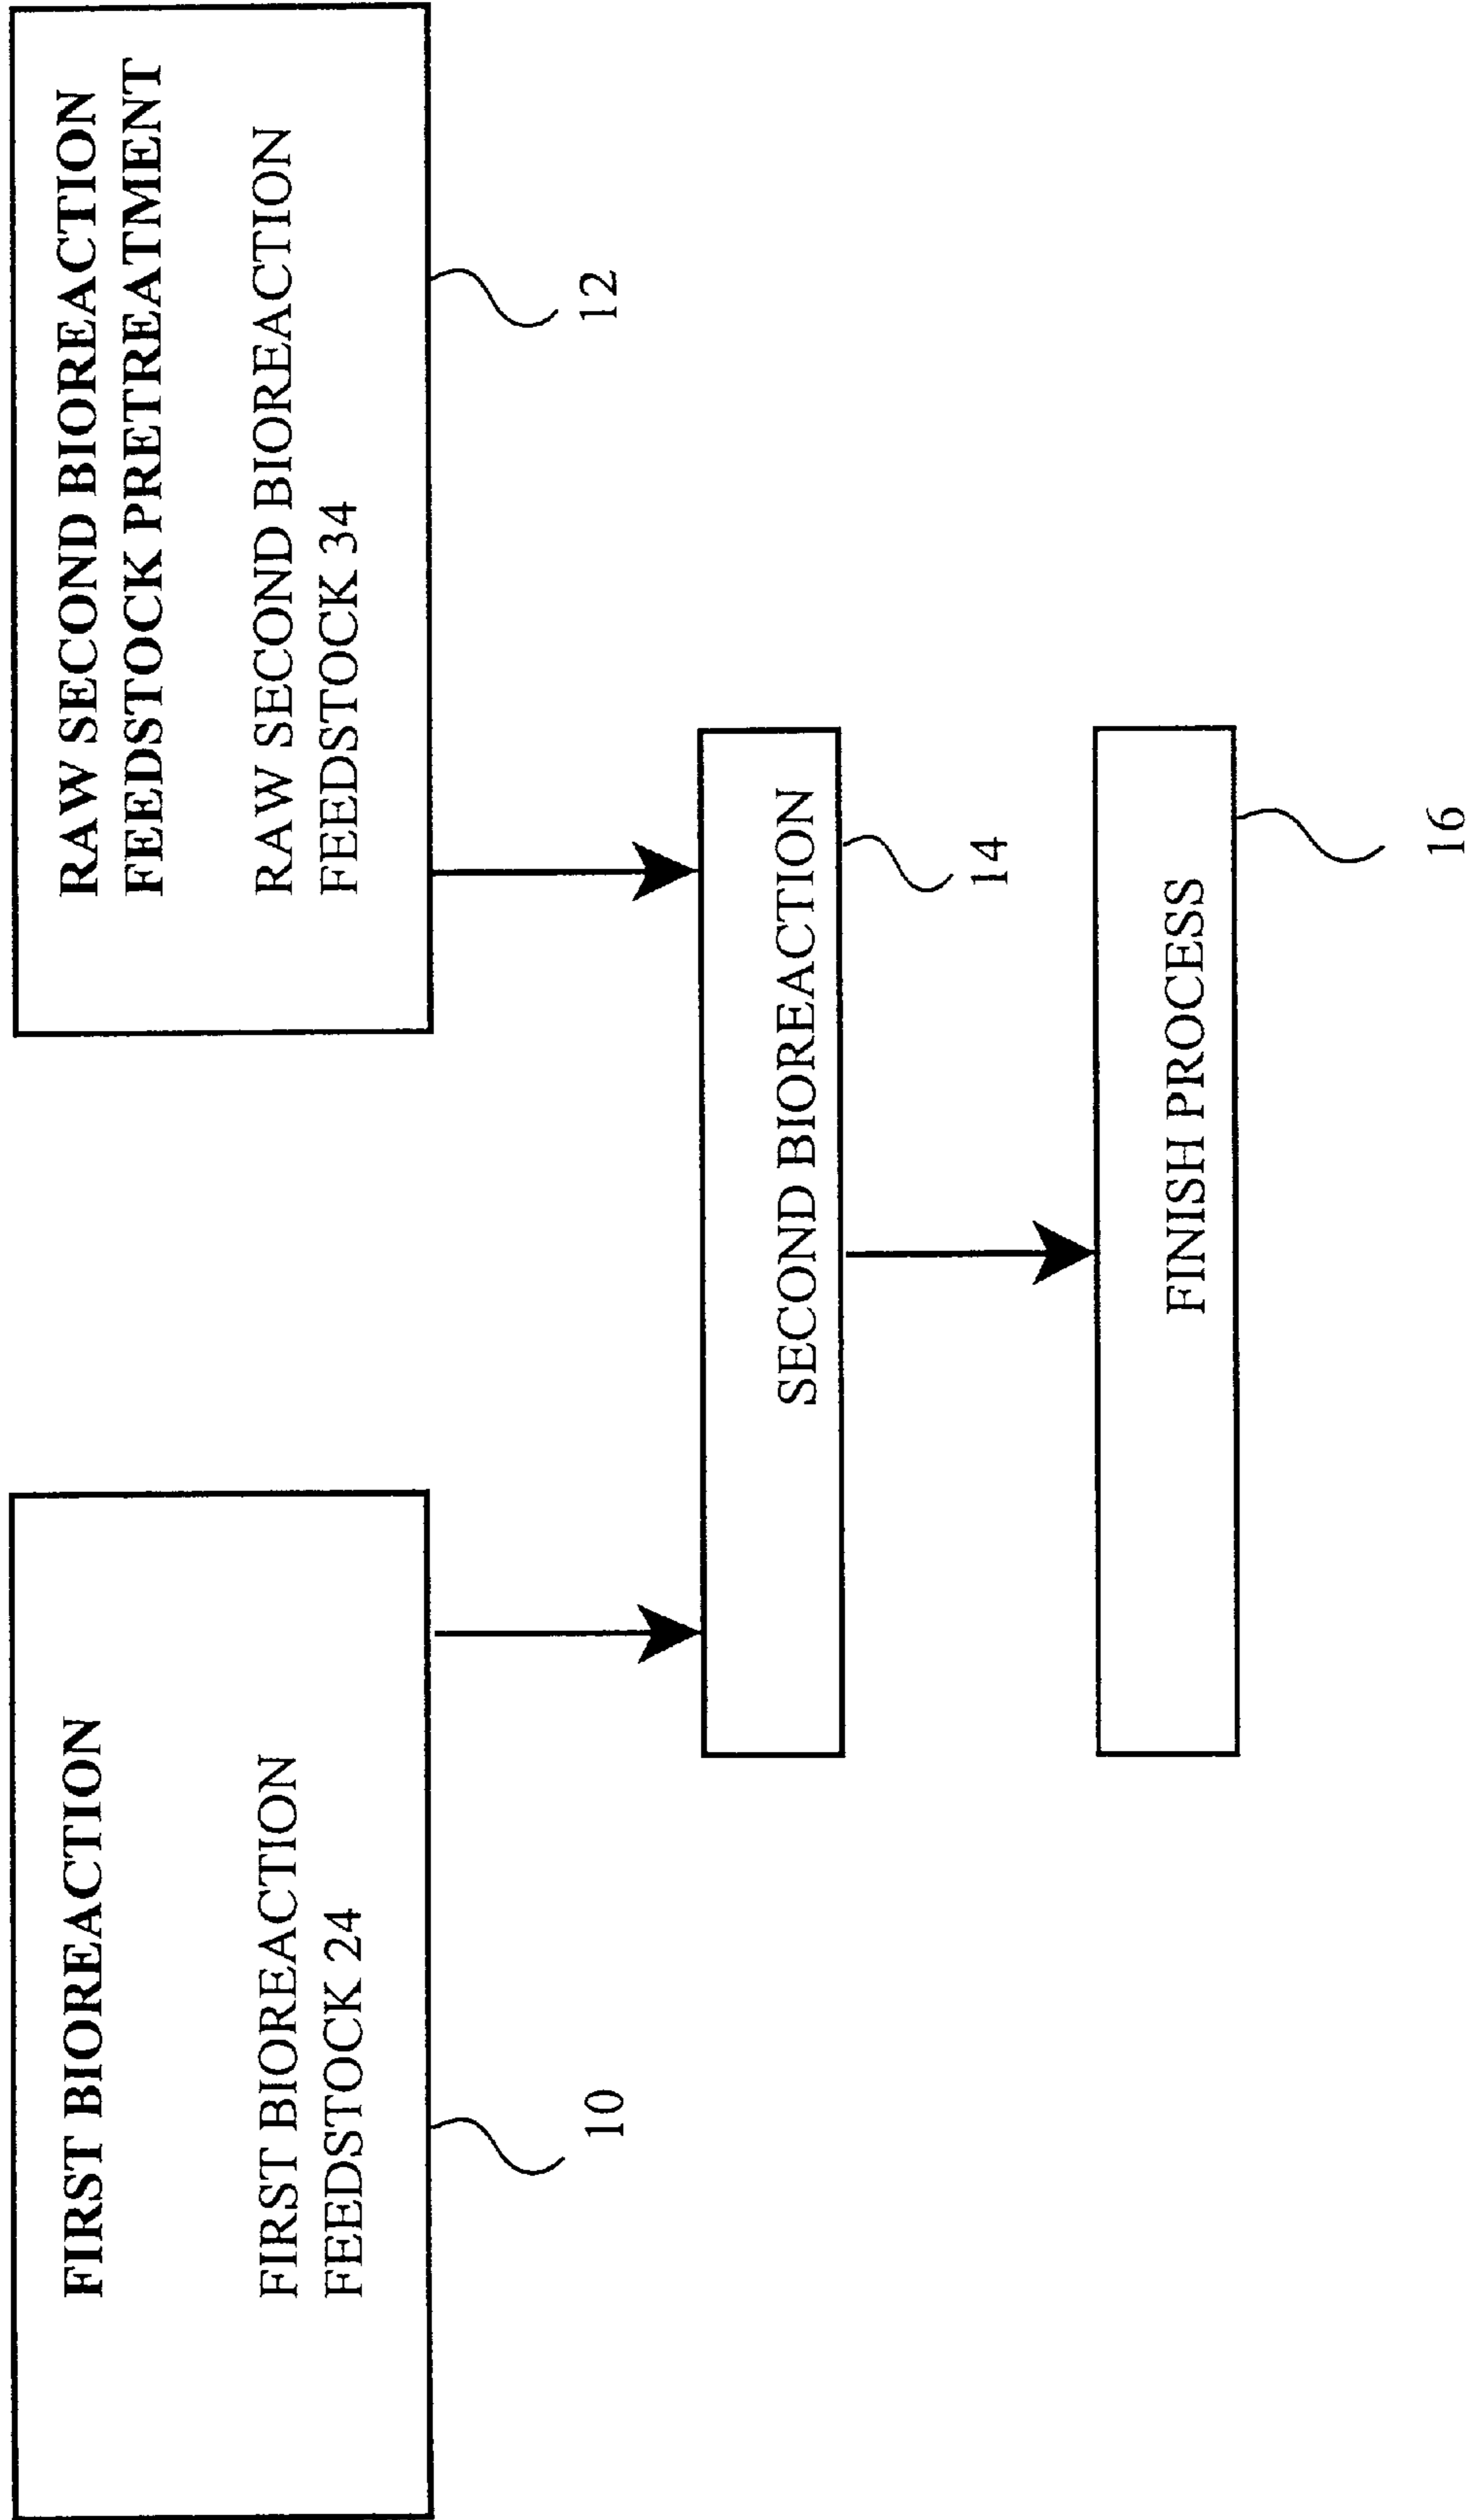 FIRST BIOREACTION
FIRST BIOREACTION
FEEDSTOCK 24
10
RAW SECOND BIOREACTION
FEEDSTOCK PRETREATMENT
RAW SECOND BIOREACTION
FEEDSTOCK 34
12
SECOND BIOREACTION
14
FINISH PROCESS
16